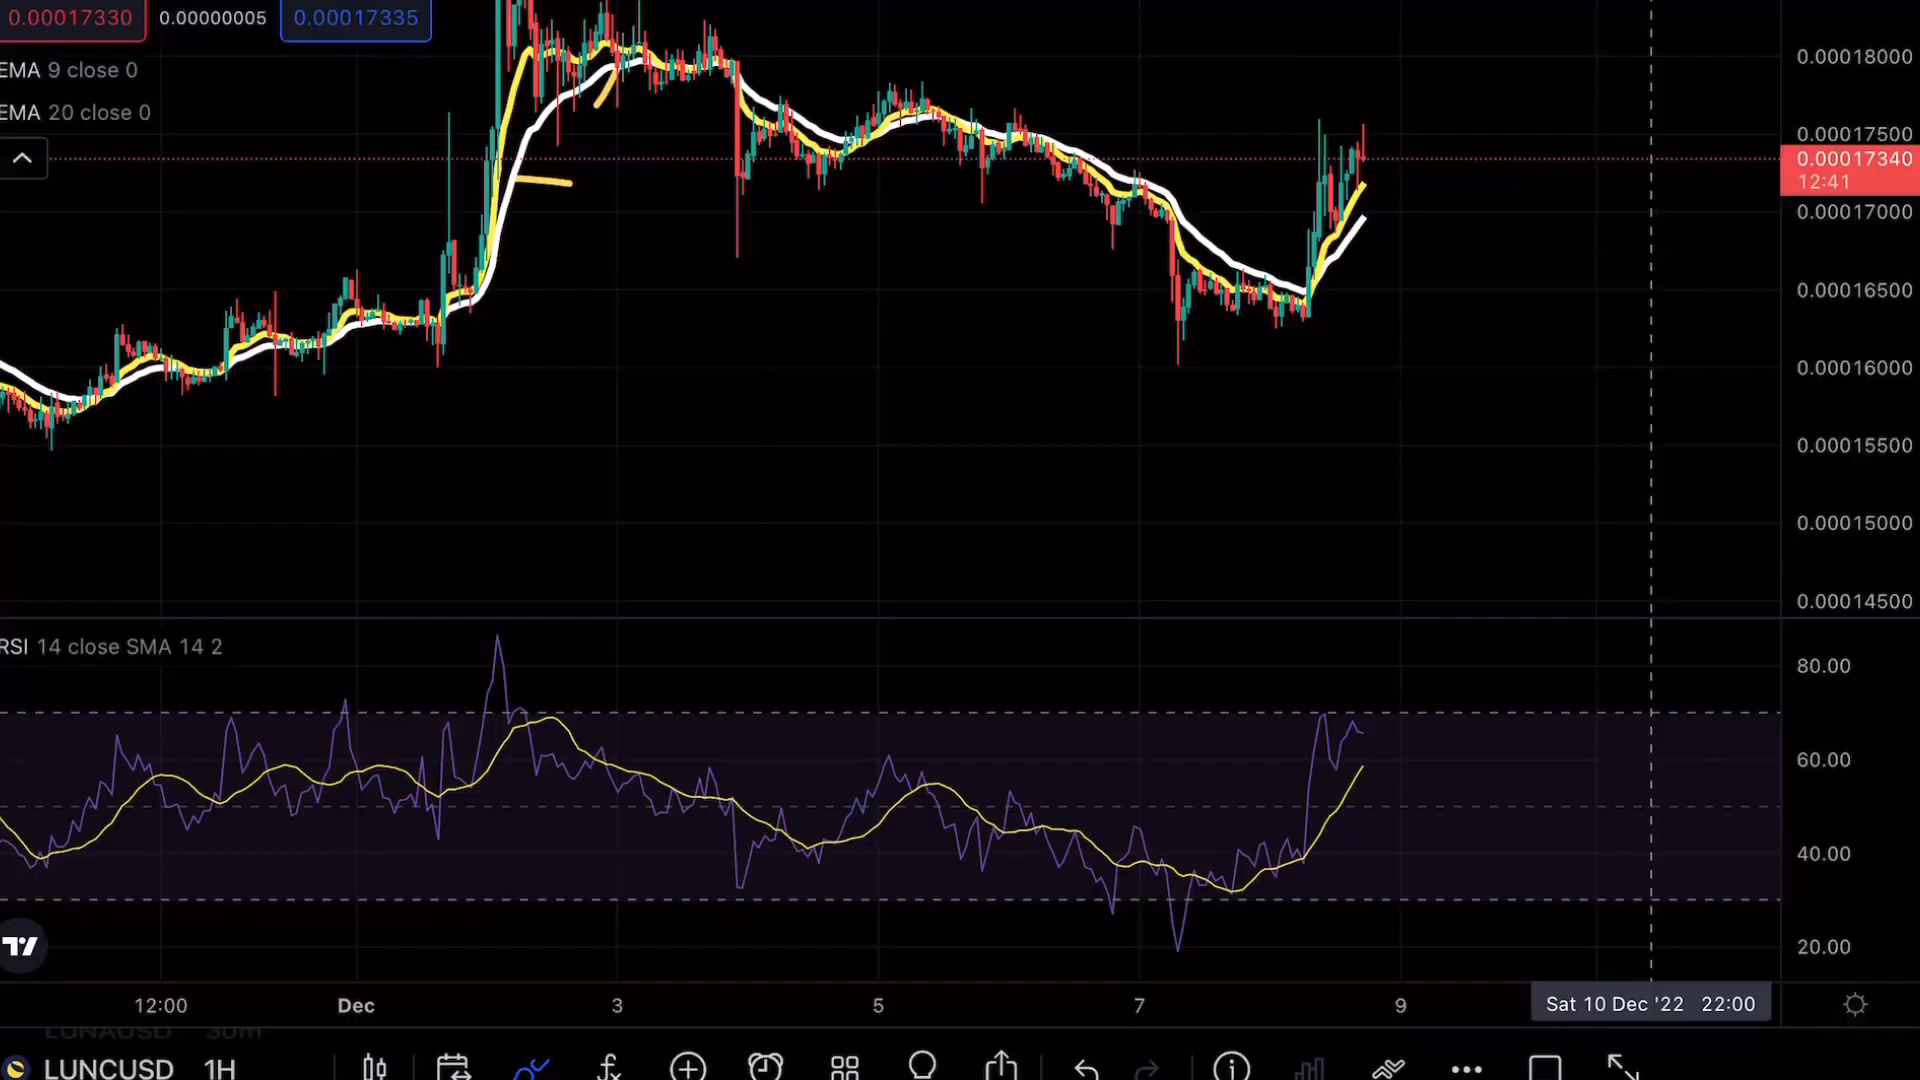 0.00017330 0.00000005 0.00017335
EMA 9 close 0
EMA 20 close 0
0.00018000
0.00017500
0.00017340
12:41
0.00017000
0.00016500
0.00016000
0.00015500
0.00015000
0.00014500
RSI 14 close SMA 14 2
80.00
60.00
40.00
20.00
12:00 Dec 3 5 7 9 Sat 10 Dec '22 22:00
LUNAUSD 30m
LUNCUSD 1H